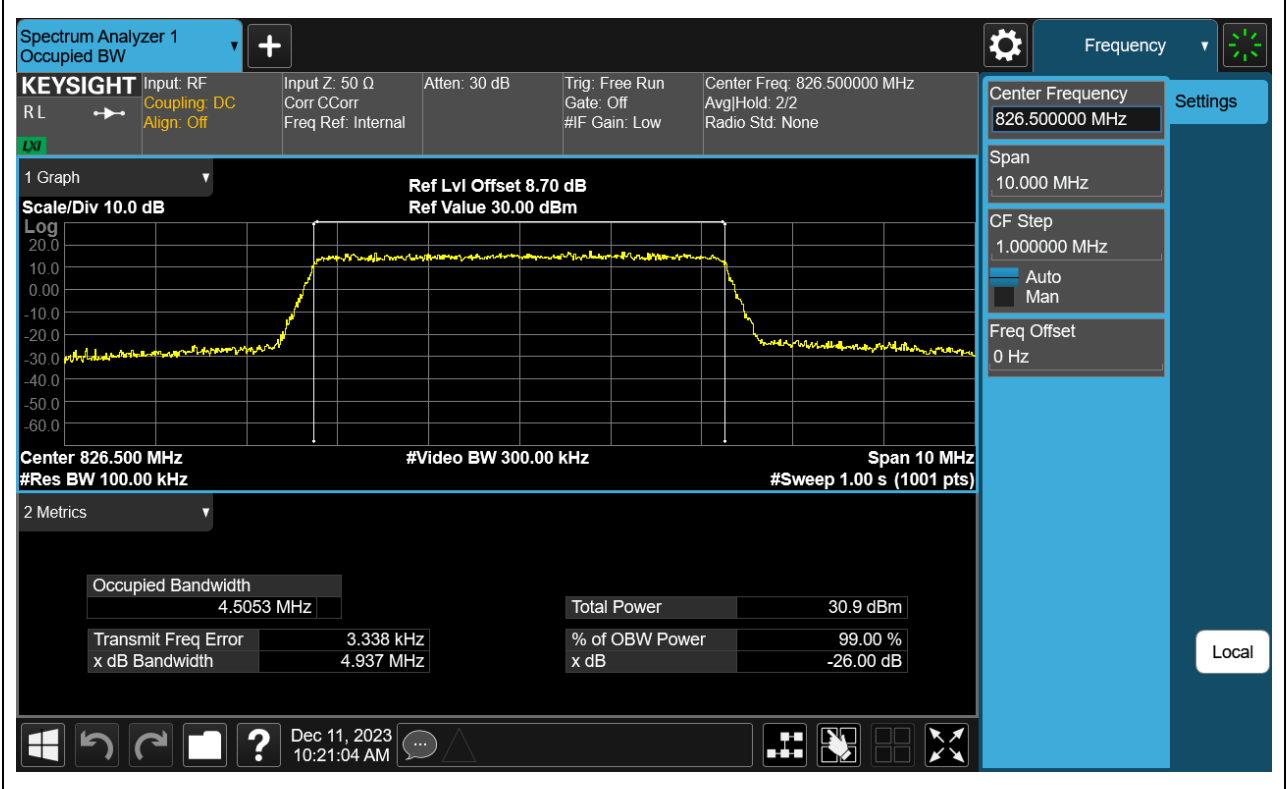 Spectrum Analyzer 1
Occupied BW
Frequency
KEYSIGHT
R L
LXI
Input: RF
Coupling: DC
Align: Off
Input Z: 50 Ω
Corr CCorr
Freq Ref: Internal
Atten: 30 dB
Trig: Free Run
Gate: Off
#IF Gain: Low
Center Freq: 826.500000 MHz
Avg|Hold: 2/2
Radio Std: None
Center Frequency
826.500000 MHz
Settings
Span
10.000 MHz
CF Step
1.000000 MHz
Auto
Man
Freq Offset
0 Hz
Local
1 Graph
Ref Lvl Offset 8.70 dB
Scale/Div 10.0 dB
Ref Value 30.00 dBm
Log
20.0
10.0
0.00
-10.0
-20.0
-30.0
-40.0
-50.0
-60.0
Center 826.500 MHz
#Video BW 300.00 kHz
Span 10 MHz
#Res BW 100.00 kHz
#Sweep 1.00 s (1001 pts)
2 Metrics
Occupied Bandwidth
4.5053 MHz
Total Power 30.9 dBm
Transmit Freq Error 3.338 kHz
% of OBW Power 99.00 %
x dB Bandwidth 4.937 MHz
x dB -26.00 dB
?
Dec 11, 2023
10:21:04 AM